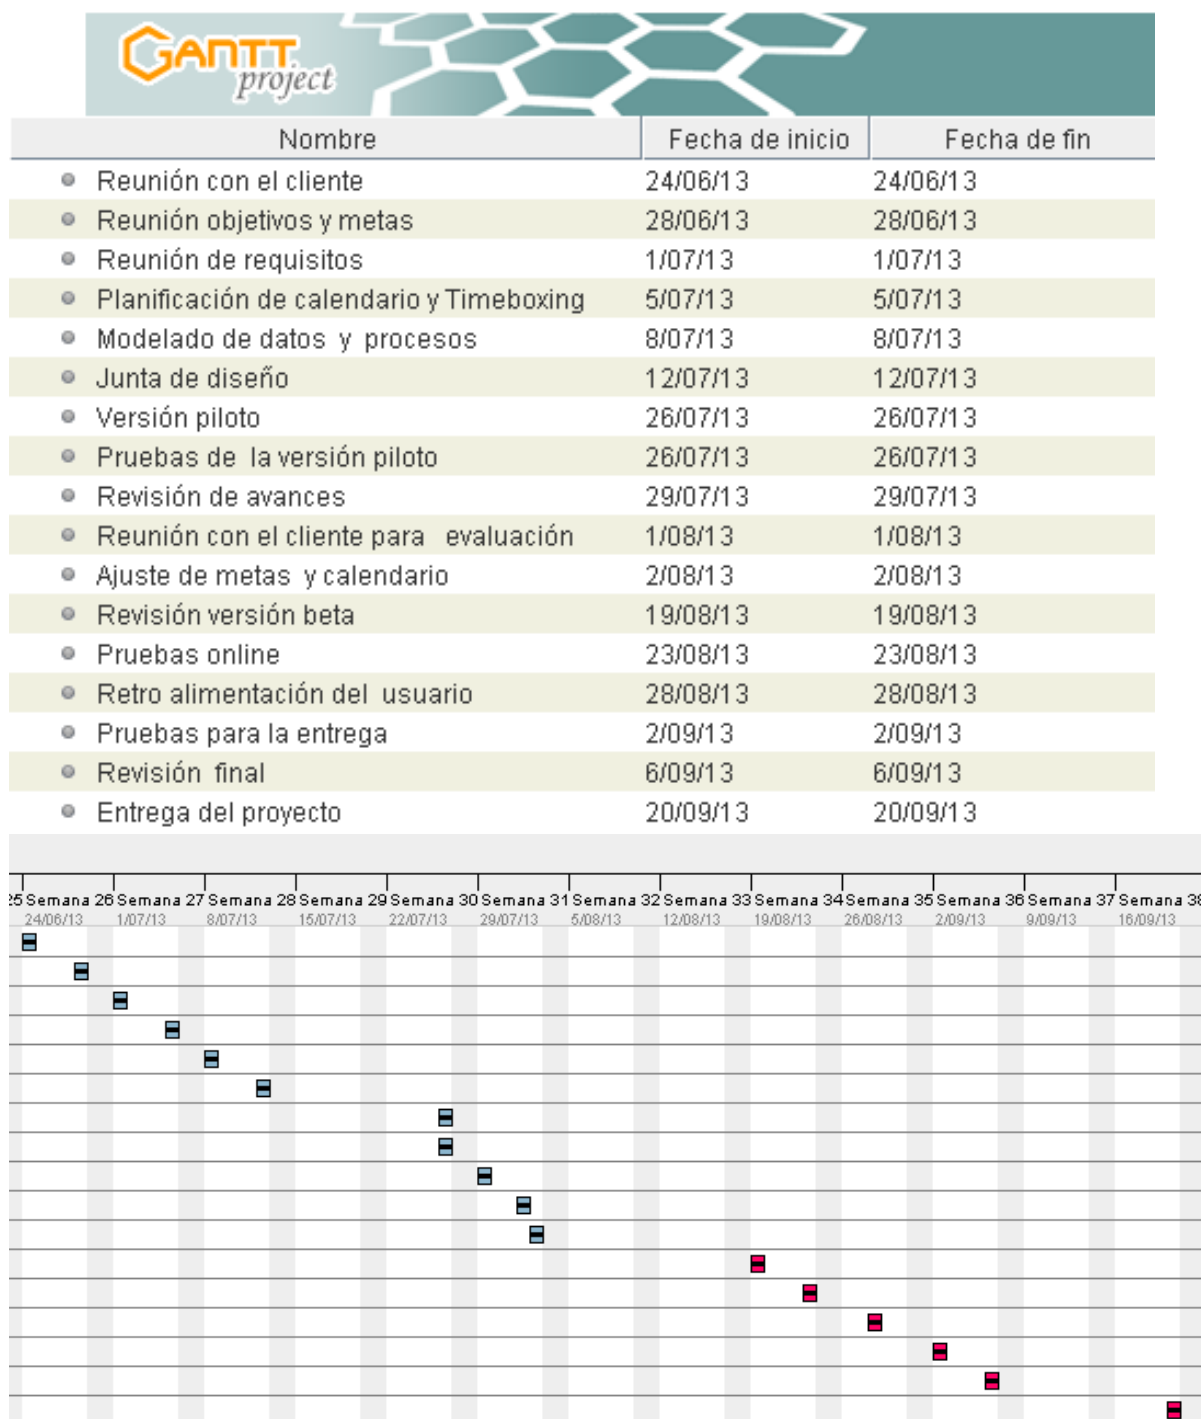 GANTT
project
Nombre Fecha de inicio Fecha de fin
Reunión con el cliente 24/06/13 24/06/13
Reunión objetivos y metas 28/06/13 28/06/13
Reunión de requisitos 1/07/13 1/07/13
Planificación de calendario y Timeboxing 5/07/13 5/07/13
Modelado de datos y procesos 8/07/13 8/07/13
Junta de diseño 12/07/13 12/07/13
Versión piloto 26/07/13 26/07/13
Pruebas de la versión piloto 26/07/13 26/07/13
Revisión de avances 29/07/13 29/07/13
Reunión con el cliente para evaluación 1/08/13 1/08/13
Ajuste de metas y calendario 2/08/13 2/08/13
Revisión versión beta 19/08/13 19/08/13
Pruebas online 23/08/13 23/08/13
Retro alimentación del usuario 28/08/13 28/08/13
Pruebas para la entrega 2/09/13 2/09/13
Revisión final 6/09/13 6/09/13
Entrega del proyecto 20/09/13 20/09/13
25 Semana 26 Semana 27 Semana 28 Semana 29 Semana 30 Semana 31 Semana 32 Semana 33 Semana 34 Semana 35 Semana 36 Semana 37 Semana 38
24/06/13 1/07/13 8/07/13 15/07/13 22/07/13 29/07/13 5/08/13 12/08/13 19/08/13 26/08/13 2/09/13 9/09/13 16/09/13